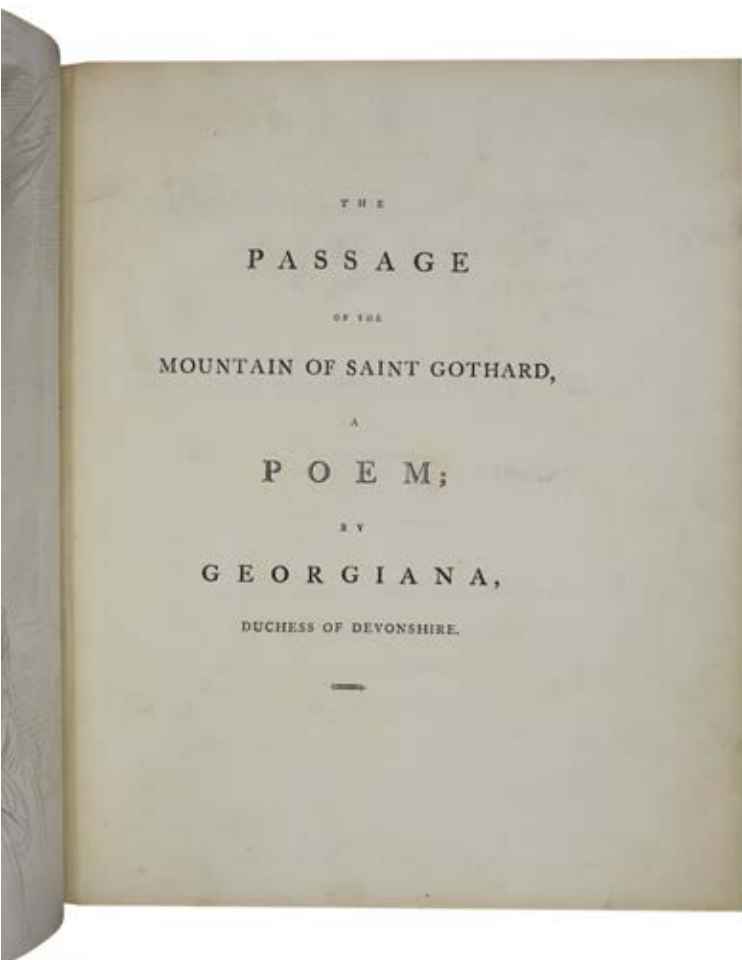 THE
PASSAGE
OF THE
MOUNTAIN OF SAINT GOTHARD,
A
POEM;
BY
GEORGIANA,
DUCHESS OF DEVONSHIRE.